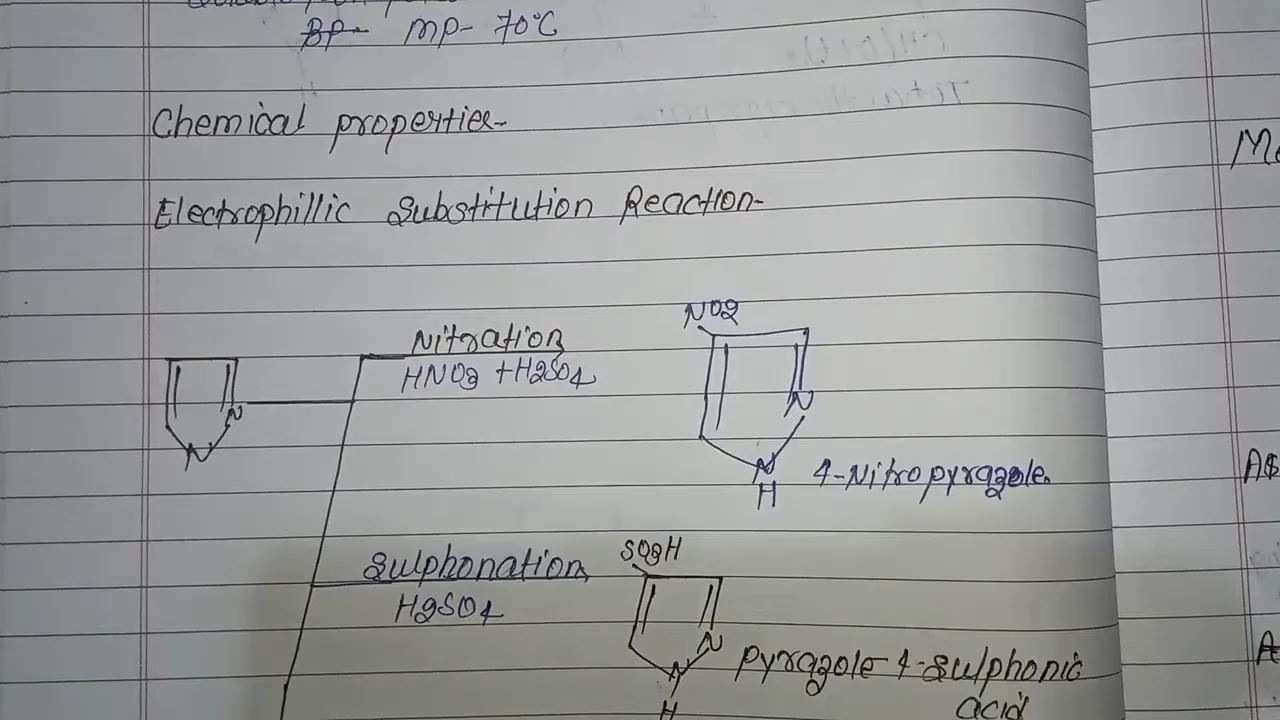 BP- MP- 70°C
Chemical properties-
Electrophillic Substitution Reaction-
NO2
Nitration
HNO3 + H2SO4
N
N
N
N
H
4-Nitropyrazole
Sulphonation
SO3H
H2SO4
N
N
H
Pyrazole-4-sulphonic
acid